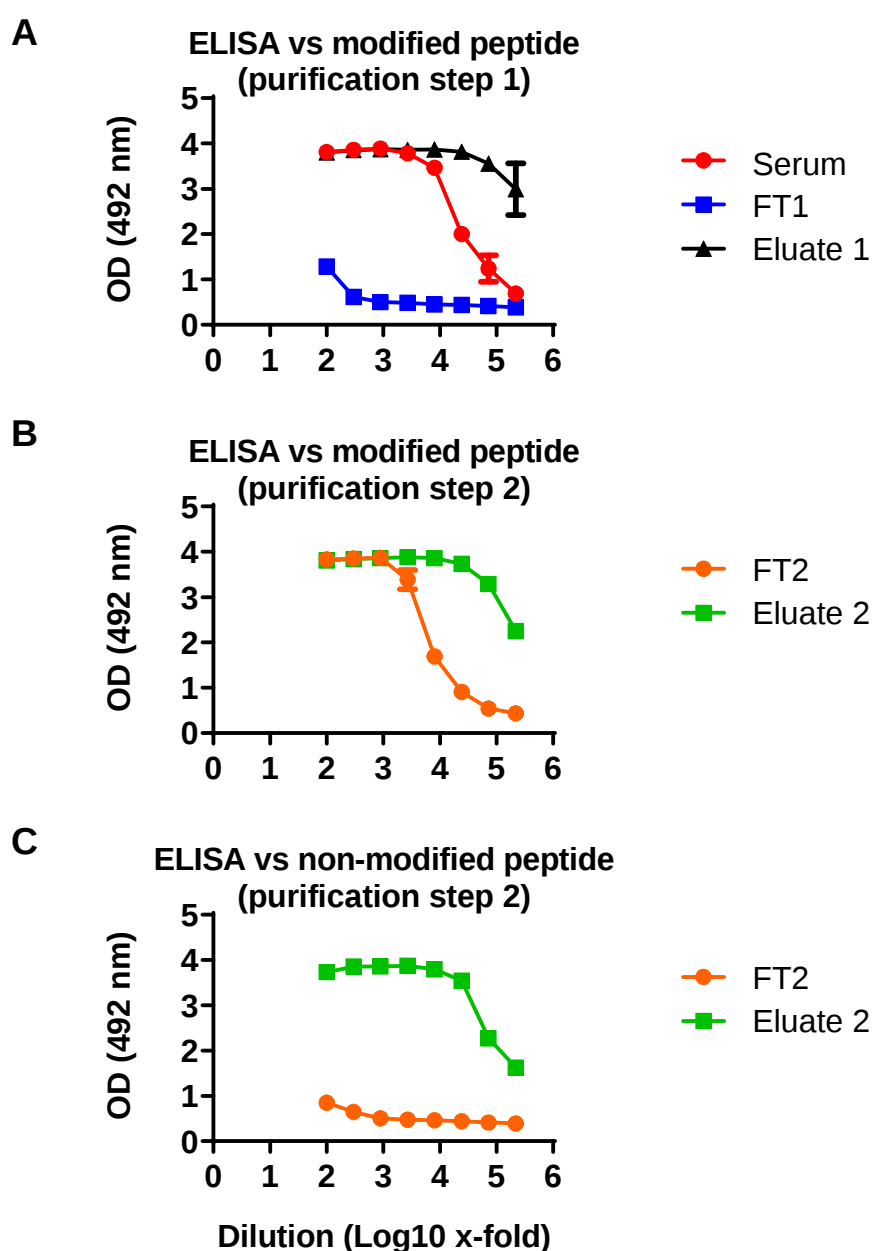 A
ELISA vs modified peptide
(purification step 1)
5
4
3
2
1
0
OD (492 nm)
0 1 2 3 4 5 6
Serum
FT1
Eluate 1
B
ELISA vs modified peptide
(purification step 2)
5
4
3
2
1
0
OD (492 nm)
0 1 2 3 4 5 6
FT2
Eluate 2
C
ELISA vs non-modified peptide
(purification step 2)
5
4
3
2
1
0
OD (492 nm)
0 1 2 3 4 5 6
FT2
Eluate 2
Dilution (Log10 x-fold)